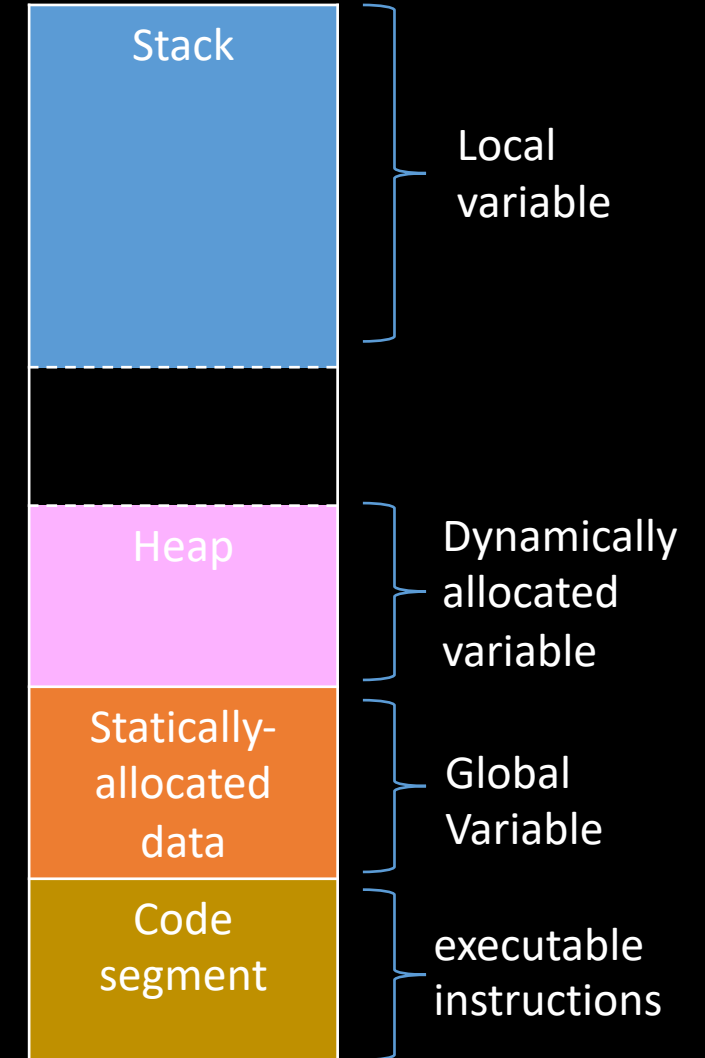 Stack
Local
variable
Heap
Dynamically
allocated
variable
Statically-
allocated
data
Global
Variable
Code
segment
executable
instructions